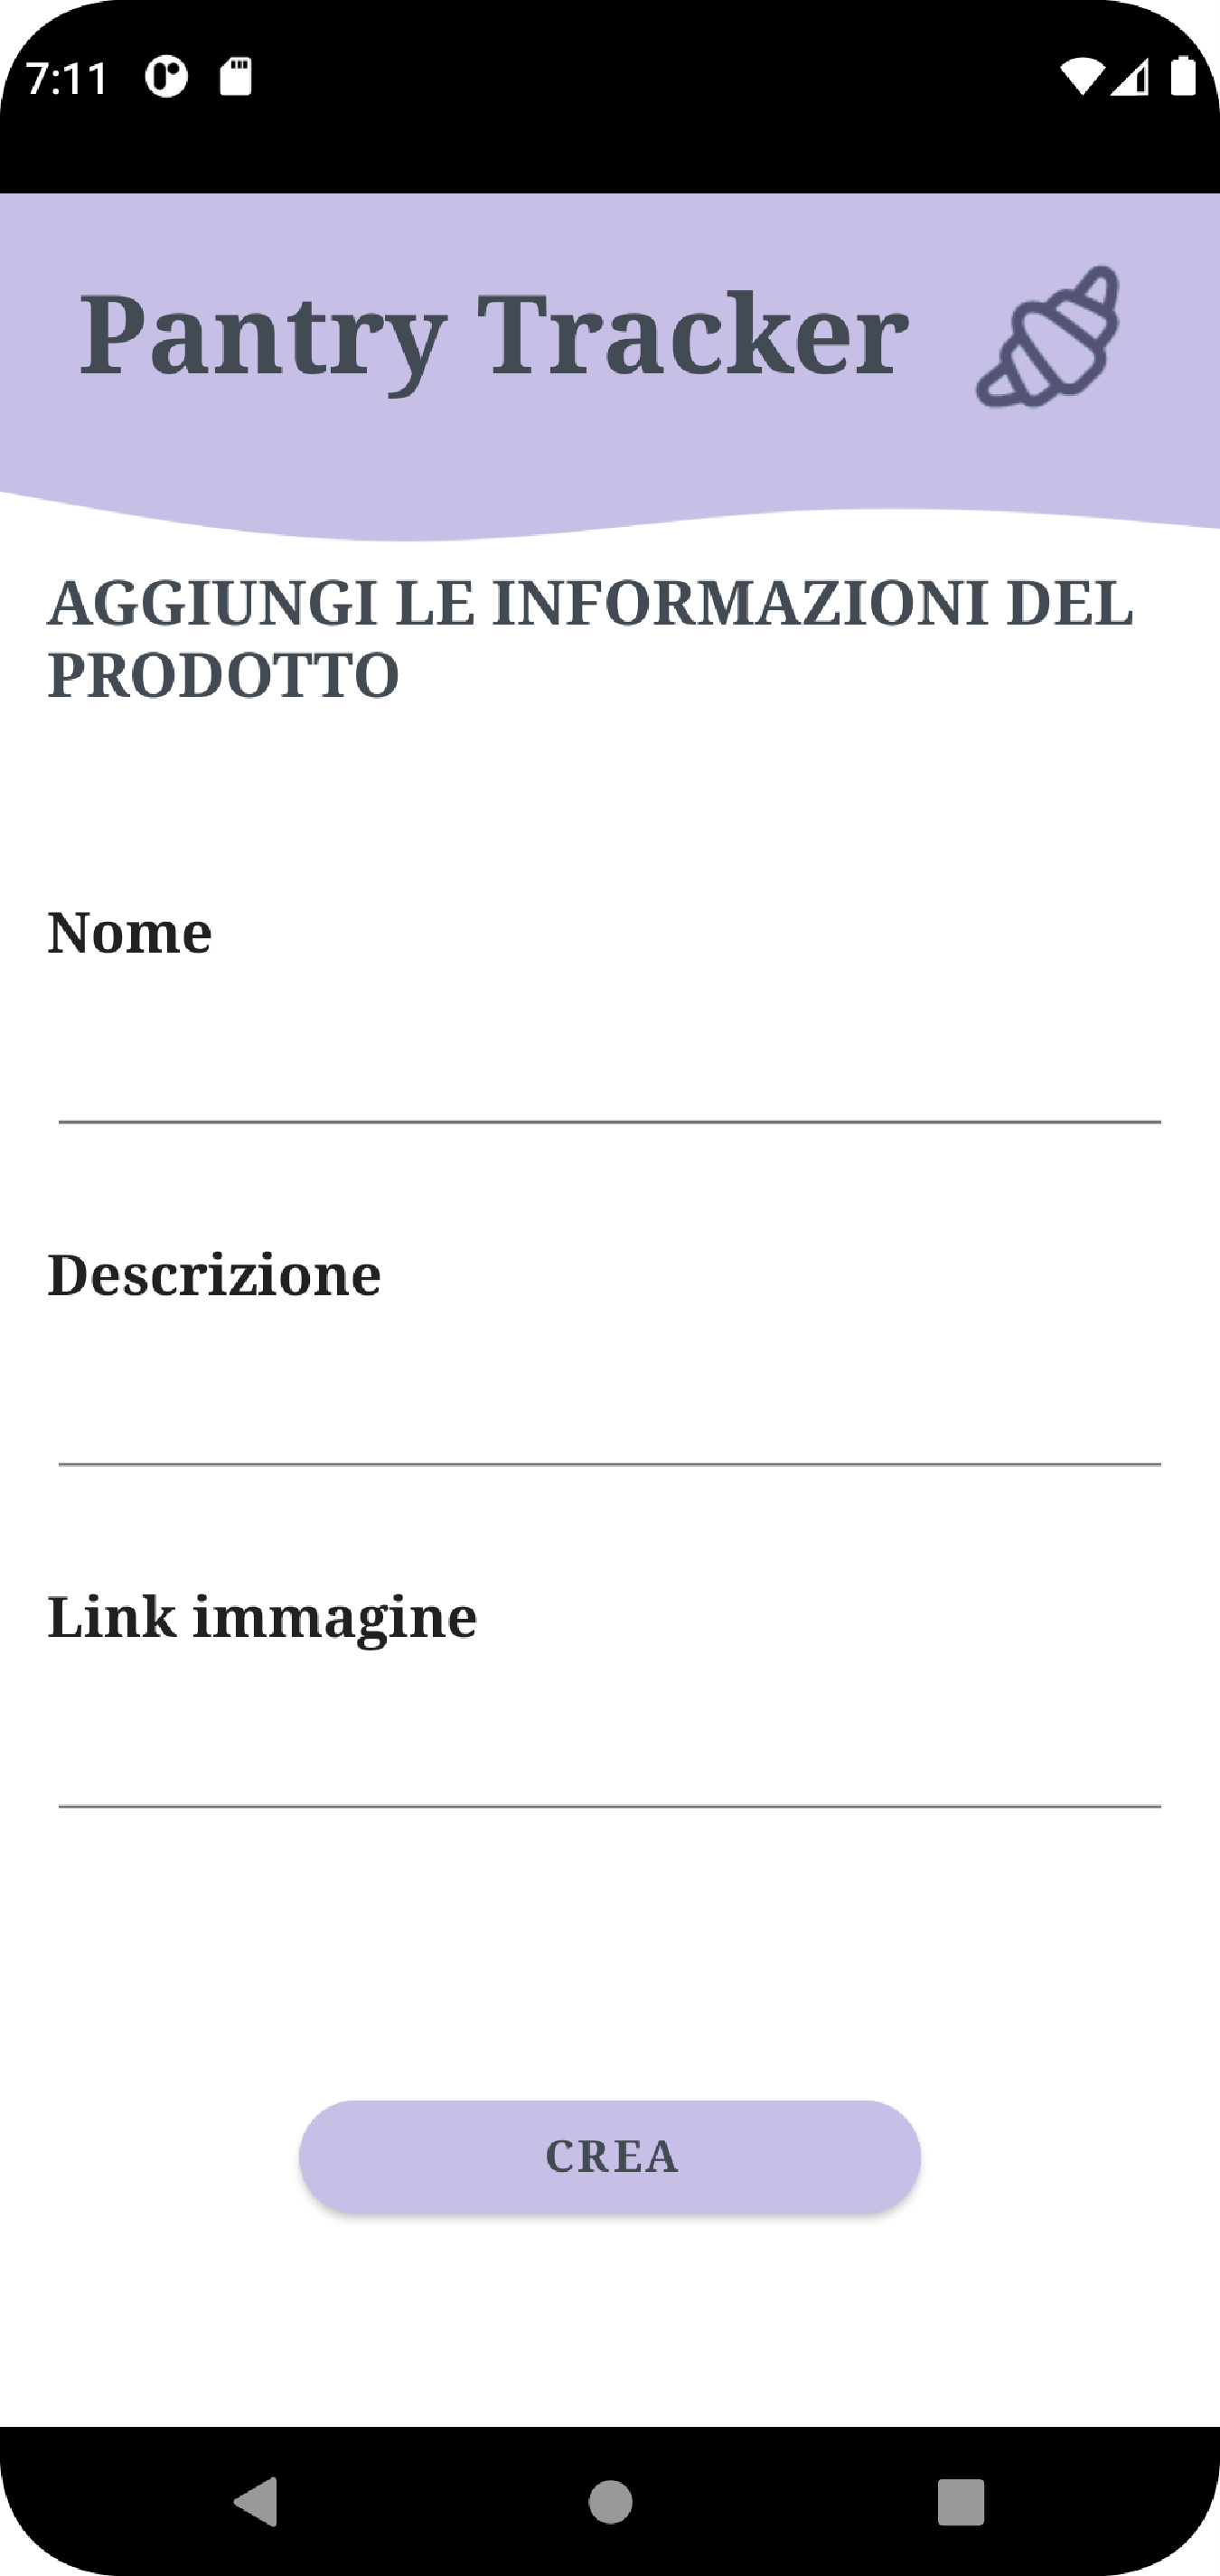 7:11
Pantry Tracker
AGGIUNGI LE INFORMAZIONI DEL
PRODOTTO
Nome
Descrizione
Link immagine
CREA